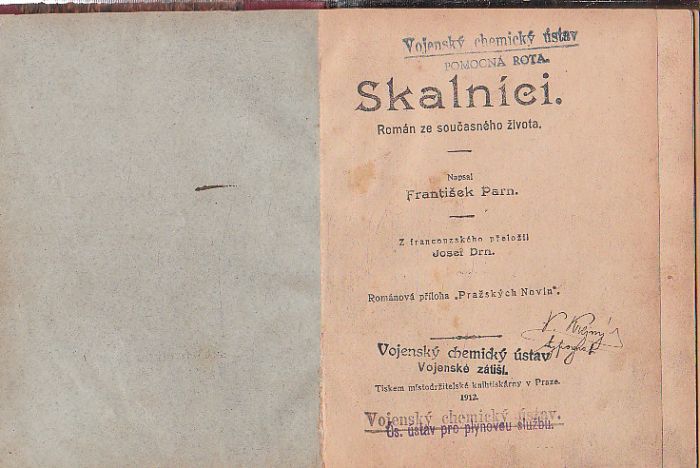 Vojenský chemický ústav
POMOCNÁ ROTA.
Skalníci.
Román ze současného života.
Napsal
František Parn.
Z francouzského přeložil
Josef Drn.
Románová příloha „Pražských Novin".
Vojenský chemický ústav
Vojenské zátiší.
Tiskem místodržitelské knihtiskárny v Praze.
1912.
Vojenský chemický ústav.
Čs. ústav pro plynovou službu.